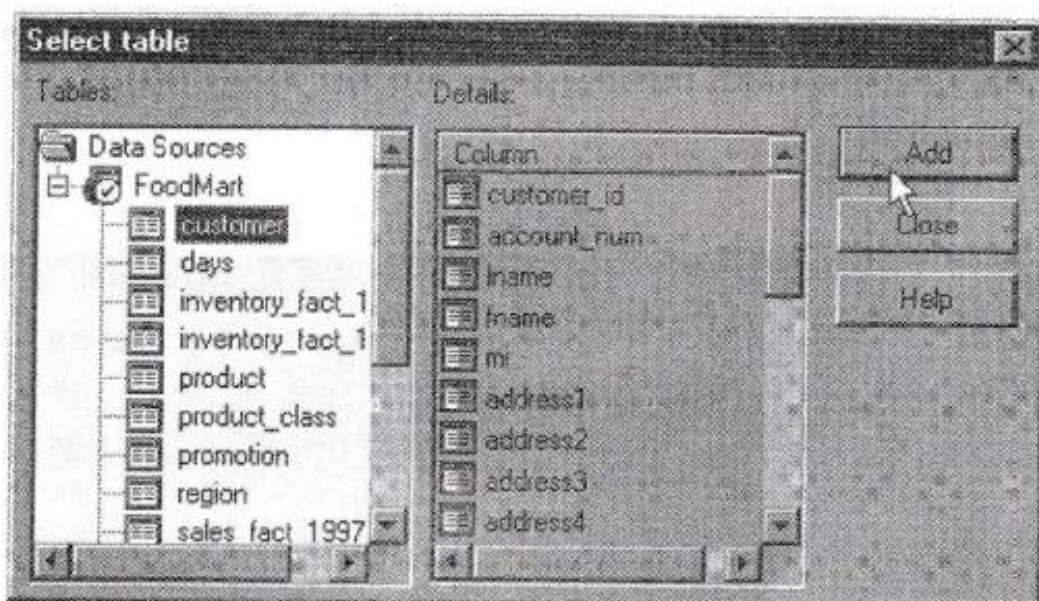 Select table
Tables:
Details:
Data Sources
FoodMart
customer
days
inventory_fact_1
inventory_fact_1
product
product_class
promotion
region
sales_fact_1997
Column
customer_id
account_num
lname
fname
mi
address1
address2
address3
address4
Add
Close
Help